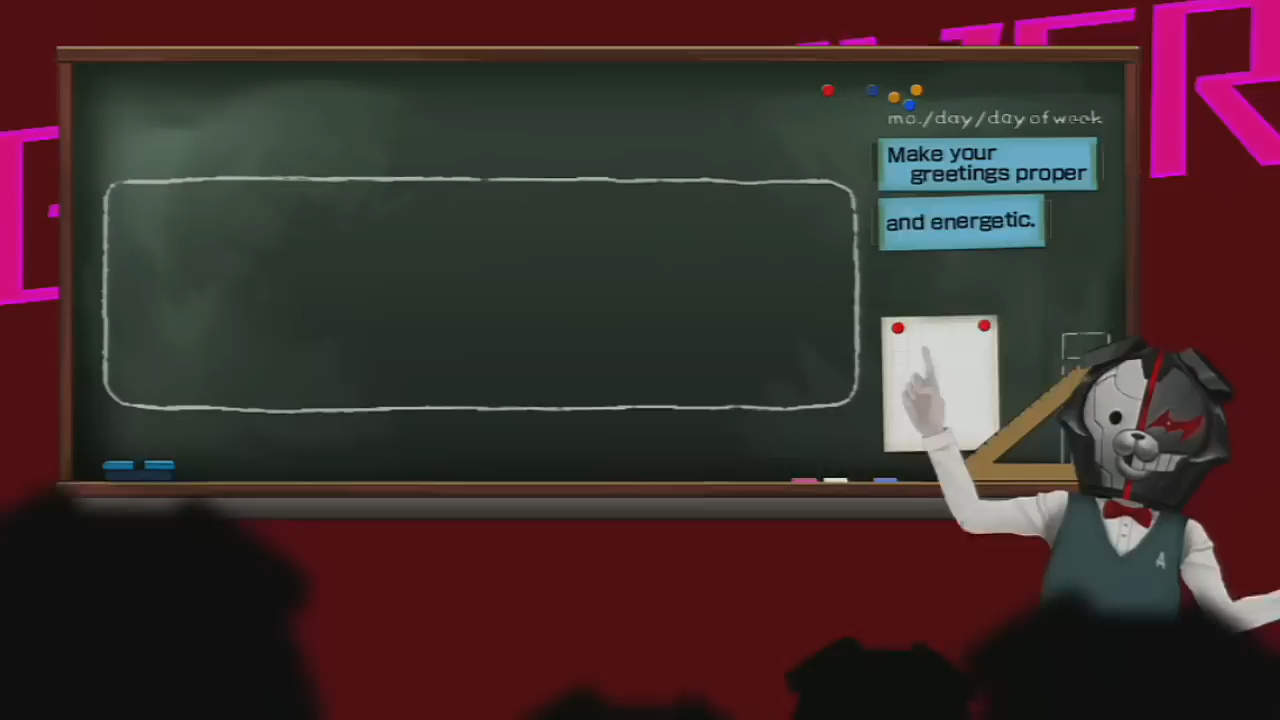 mo./day/day of week
Make your
greetings proper
and energetic.
A